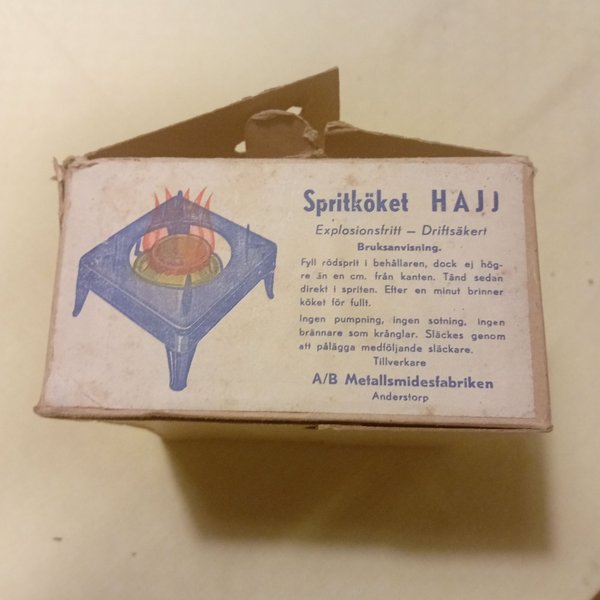 Spritköket HAJJ
Explosionsfritt – Driftsäkert
Bruksanvisning.
Fyll rödsprit i behållaren, dock ej hög-
re än en cm. från kanten. Tänd sedan
direkt i spriten. Efter en minut brinner
köket för fullt.
Ingen pumpning, ingen sotning, ingen
brännare som krånglar. Släckes genom
att pålägga medföljande släckare.
Tillverkare
A/B Metallsmidesfabriken
Anderstorp